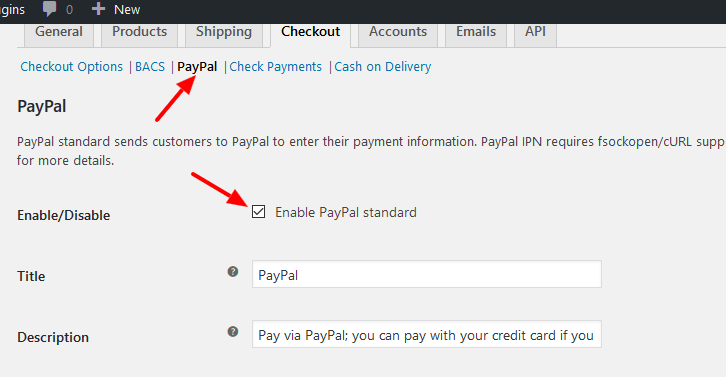 gins 0 New
General Products Shipping Checkout Accounts Emails API
Checkout Options | BACS | PayPal | Check Payments | Cash on Delivery
PayPal
PayPal standard sends customers to PayPal to enter their payment information. PayPal IPN requires fsockopen/cURL supp
for more details.
Enable/Disable Enable PayPal standard
Title ? PayPal
Description ? Pay via PayPal; you can pay with your credit card if you